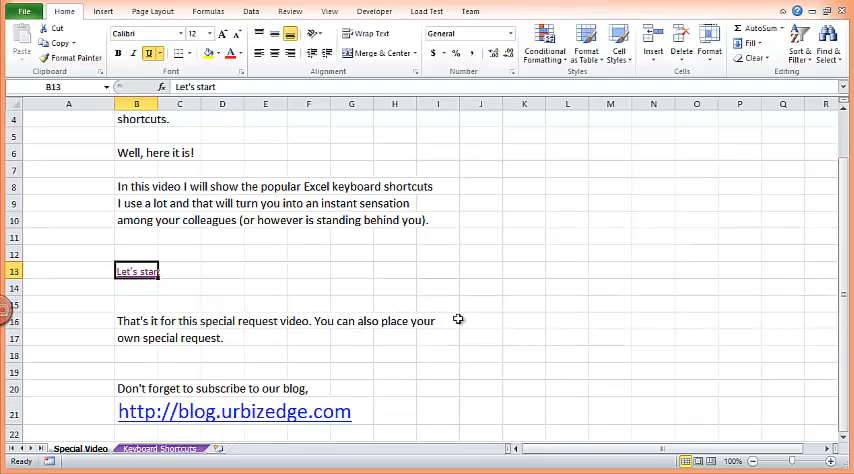 File Home Insert Page Layout Formulas Data Review View Developer Load Test Team
Paste Cut Copy Format Painter
Clipboard
Calibri 12
B I U
Font
Wrap Text
Merge & Center
Alignment
General
$ % ,
Number
Conditional Formatting Format as Table Cell Styles
Styles
Insert Delete Format
Cells
AutoSum Fill Clear Sort & Filter Find & Select
Editing
B13 fx Let's start
A B C D E F G H I J K L M N O P Q R
4 shortcuts.
5
6 Well, here it is!
7
8 In this video I will show the popular Excel keyboard shortcuts
9 I use a lot and that will turn you into an instant sensation
10 among your colleagues (or however is standing behind you).
11
12
13 Let's star
14
15
16 That's it for this special request video. You can also place your
17 own special request.
18
19
20 Don't forget to subscribe to our blog,
21 http://blog.urbizedge.com
22
Special Video Keyboard Shortcuts
Ready 100%